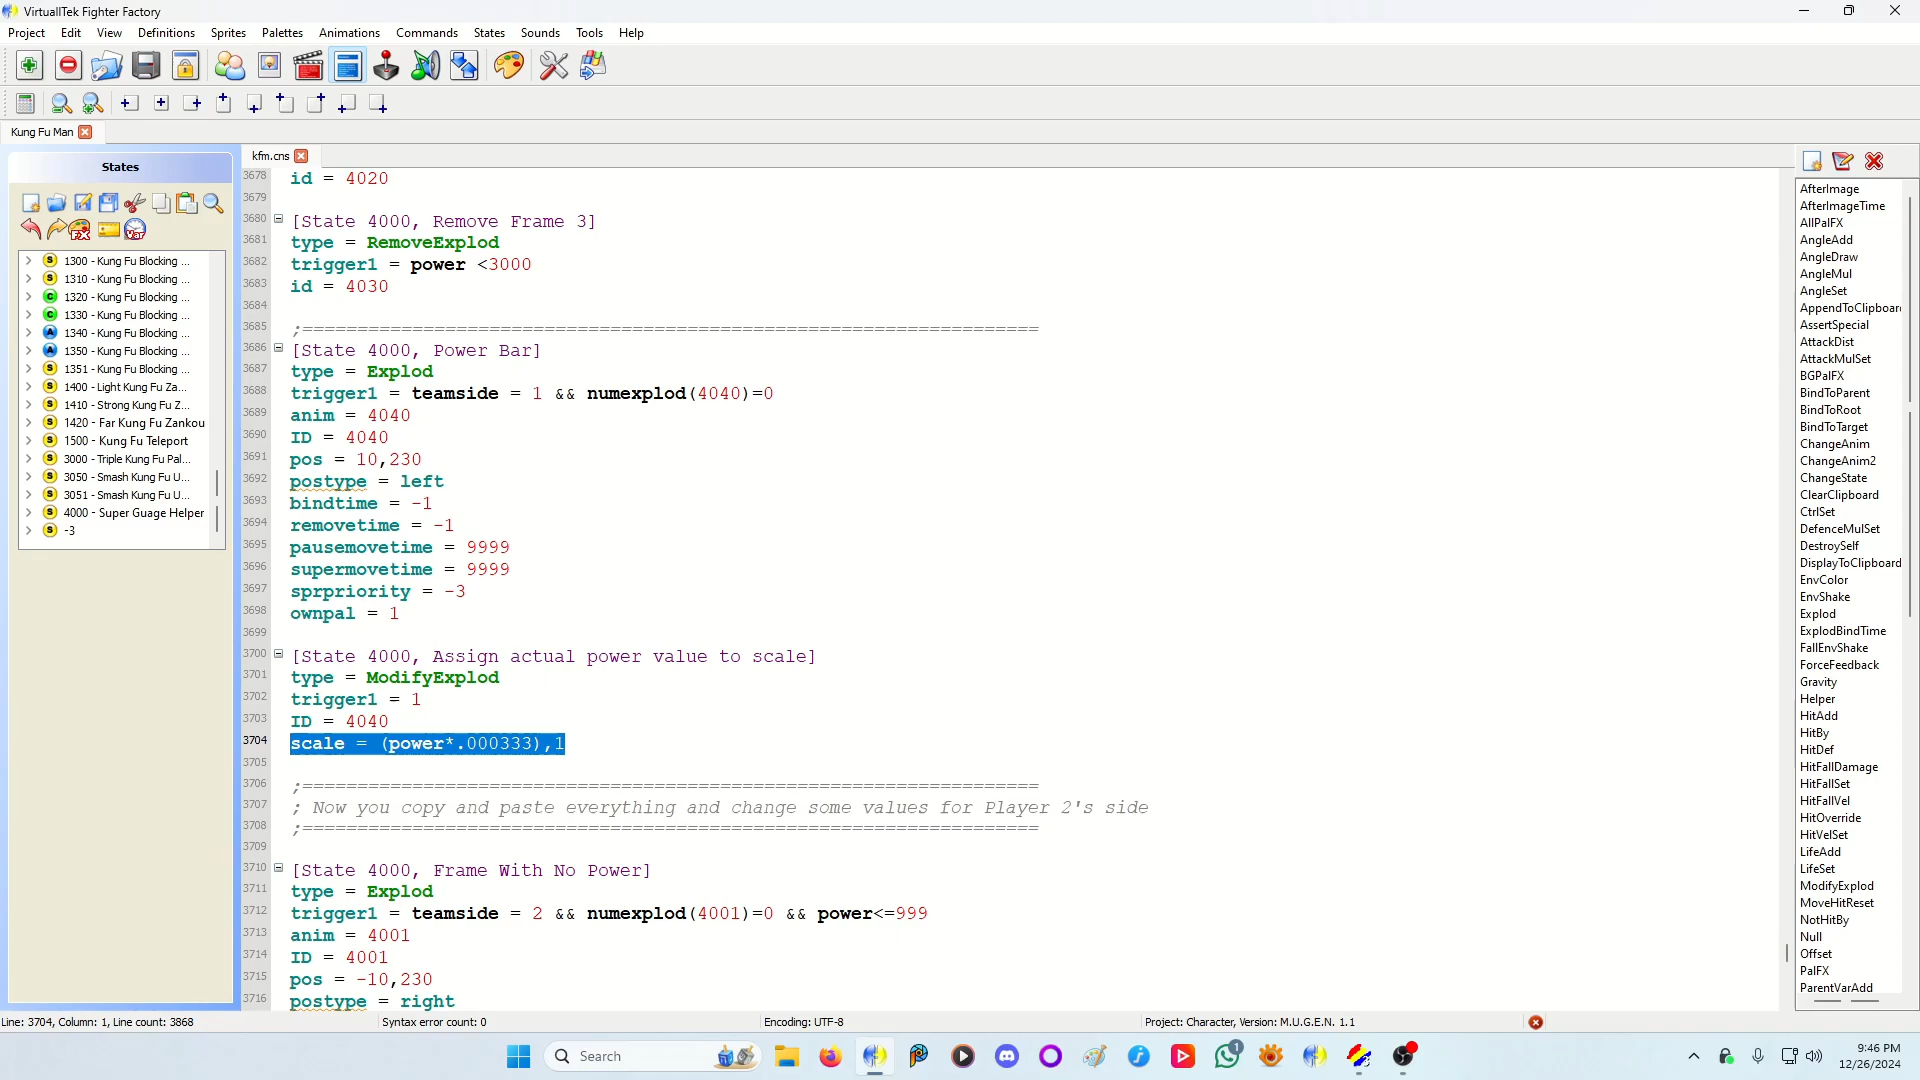 VirtuallTek Fighter Factory
Project Edit View Definitions Sprites Palettes Animations Commands States Sounds Tools Help
Kung Fu Man
States
kfm.cns
1300 - Kung Fu Blocking ...
1310 - Kung Fu Blocking ...
1320 - Kung Fu Blocking ...
1330 - Kung Fu Blocking ...
1340 - Kung Fu Blocking ...
1350 - Kung Fu Blocking ...
1351 - Kung Fu Blocking ...
1400 - Light Kung Fu Za...
1410 - Strong Kung Fu Z...
1420 - Far Kung Fu Zankou
1500 - Kung Fu Teleport
3000 - Triple Kung Fu Pal...
3050 - Smash Kung Fu U...
3051 - Smash Kung Fu U...
4000 - Super Guage Helper
-3
3678 id = 4020
3679
3680 [State 4000, Remove Frame 3]
3681 type = RemoveExplod
3682 trigger1 = power <3000
3683 id = 4030
3684
3685 ;===================================================================
3686 [State 4000, Power Bar]
3687 type = Explod
3688 trigger1 = teamside = 1 && numexplod(4040)=0
3689 anim = 4040
3690 ID = 4040
3691 pos = 10,230
3692 postype = left
3693 bindtime = -1
3694 removetime = -1
3695 pausemovetime = 9999
3696 supermovetime = 9999
3697 sprpriority = -3
3698 ownpal = 1
3699
3700 [State 4000, Assign actual power value to scale]
3701 type = ModifyExplod
3702 trigger1 = 1
3703 ID = 4040
3704 scale = (power*.000333),1
3705
3706 ;===================================================================
3707 ; Now you copy and paste everything and change some values for Player 2's side
3708 ;===================================================================
3709
3710 [State 4000, Frame With No Power]
3711 type = Explod
3712 trigger1 = teamside = 2 && numexplod(4001)=0 && power<=999
3713 anim = 4001
3714 ID = 4001
3715 pos = -10,230
3716 postype = right
AfterImage
AfterImageTime
AllPalFX
AngleAdd
AngleDraw
AngleMul
AngleSet
AppendToClipboar
AssertSpecial
AttackDist
AttackMulSet
BGPalFX
BindToParent
BindToRoot
BindToTarget
ChangeAnim
ChangeAnim2
ChangeState
ClearClipboard
CtrlSet
DefenceMulSet
DestroySelf
DisplayToClipboard
EnvColor
EnvShake
Explod
ExplodBindTime
FallEnvShake
ForceFeedback
Gravity
Helper
HitAdd
HitBy
HitDef
HitFallDamage
HitFallSet
HitFallVel
HitOverride
HitVelSet
LifeAdd
LifeSet
ModifyExplod
MoveHitReset
NotHitBy
Null
Offset
PalFX
ParentVarAdd
Line: 3704, Column: 1, Line count: 3868 Syntax error count: 0 Encoding: UTF-8 Project: Character, Version: M.U.G.E.N. 1.1
Search
1
9:46 PM
12/26/2024